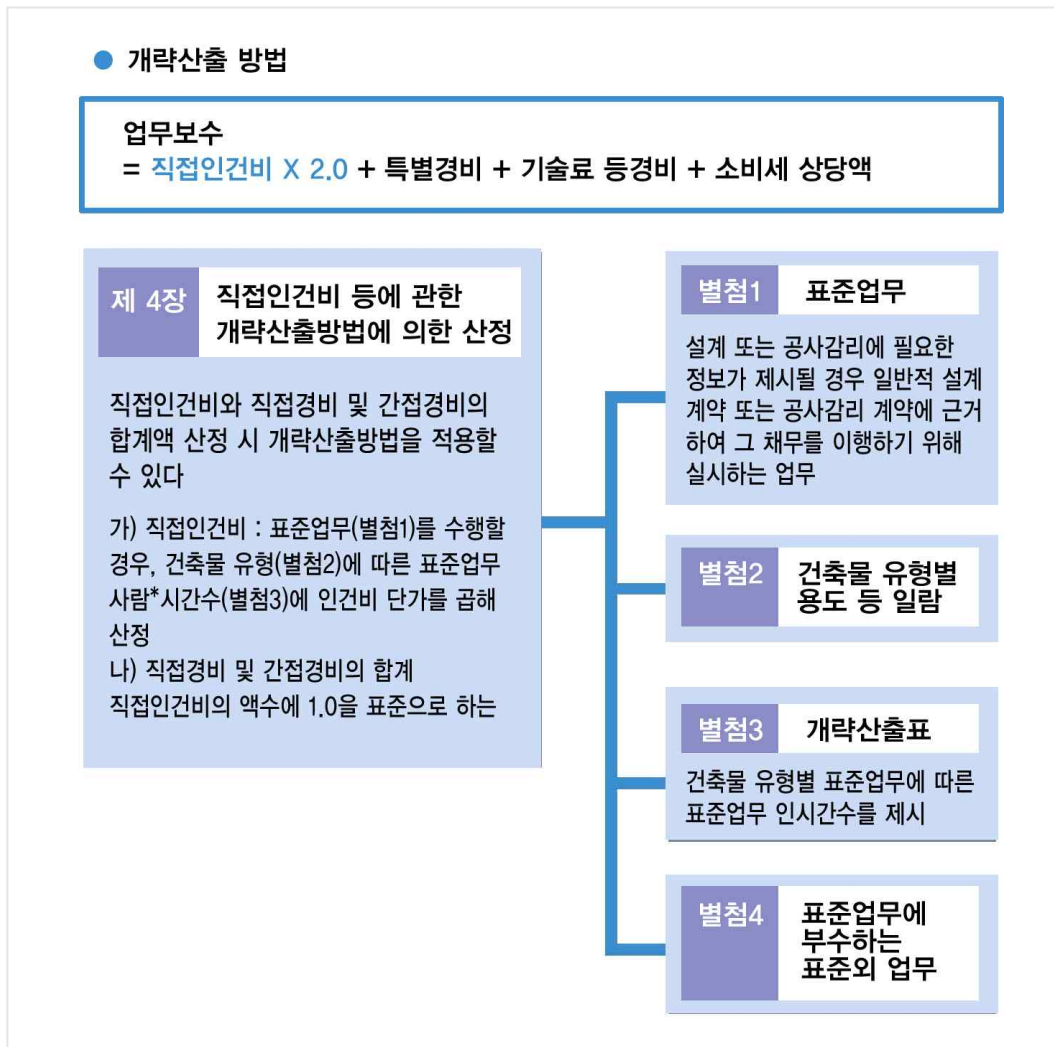 ● 개략산출 방법
업무보수
= 직접인건비 X 2.0 + 특별경비 + 기술료 등경비 + 소비세 상당액
제 4장
직접인건비 등에 관한
개략산출방법에 의한 산정
직접인건비와 직접경비 및 간접경비의
합계액 산정 시 개략산출방법을 적용할
수 있다
가) 직접인건비 : 표준업무(별첨1)를 수행할
경우, 건축물 유형(별첨2)에 따른 표준업무
사람*시간수(별첨3)에 인건비 단가를 곱해
산정
나) 직접경비 및 간접경비의 합계
직접인건비의 액수에 1.0을 표준으로 하는
별첨1
표준업무
설계 또는 공사감리에 필요한
정보가 제시될 경우 일반적 설계
계약 또는 공사감리 계약에 근거
하여 그 채무를 이행하기 위해
실시하는 업무
별첨2
건축물 유형별
용도 등 일람
별첨3
개략산출표
건축물 유형별 표준업무에 따른
표준업무 인시간수를 제시
별첨4
표준업무에
부수하는
표준외 업무